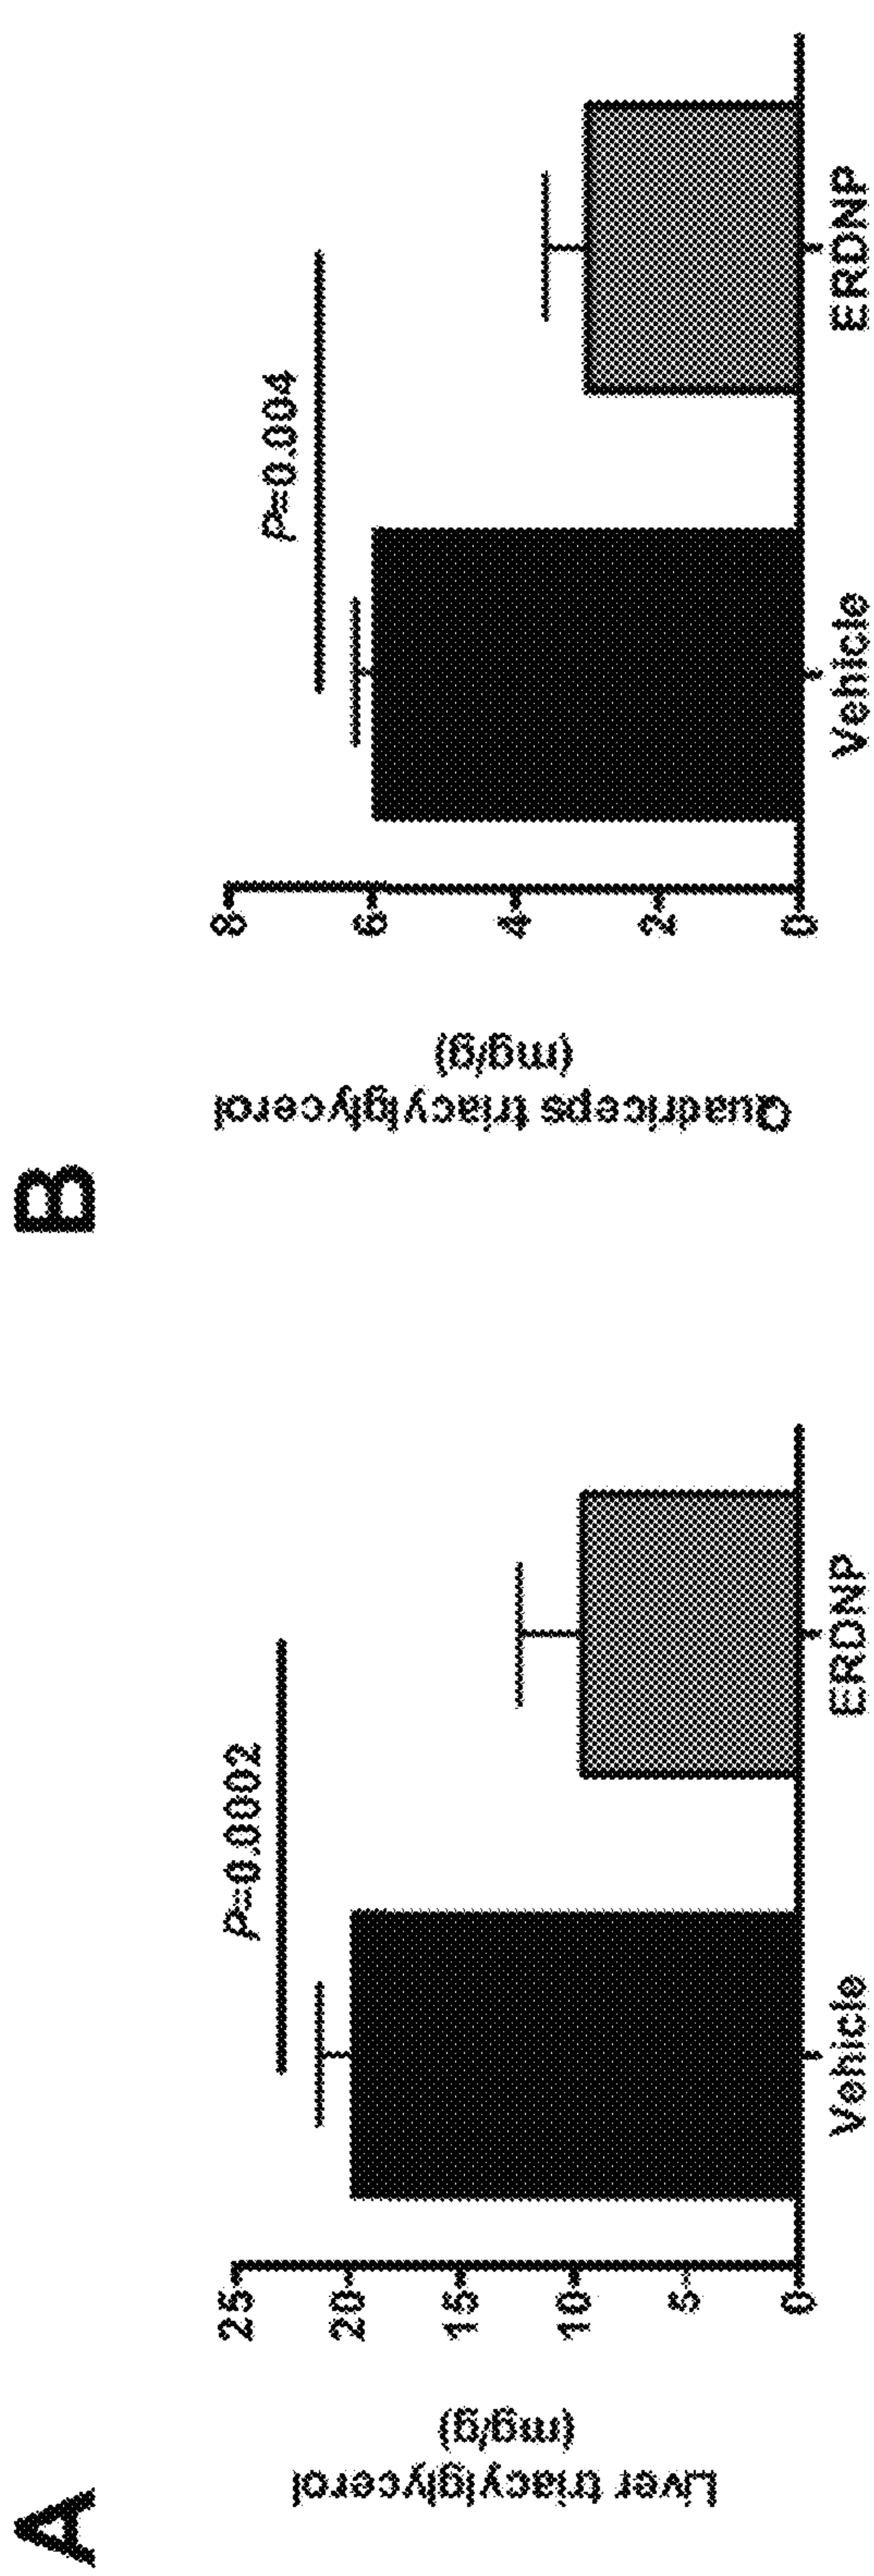 A
Liver triacylglycerol
(mg/g)
25
20
15
10
5
0
P=0.0002
Vehicle
ERDNP
B
Quadriceps triacylglycerol
(mg/g)
8
6
4
2
0
P=0.004
Vehicle
ERDNP